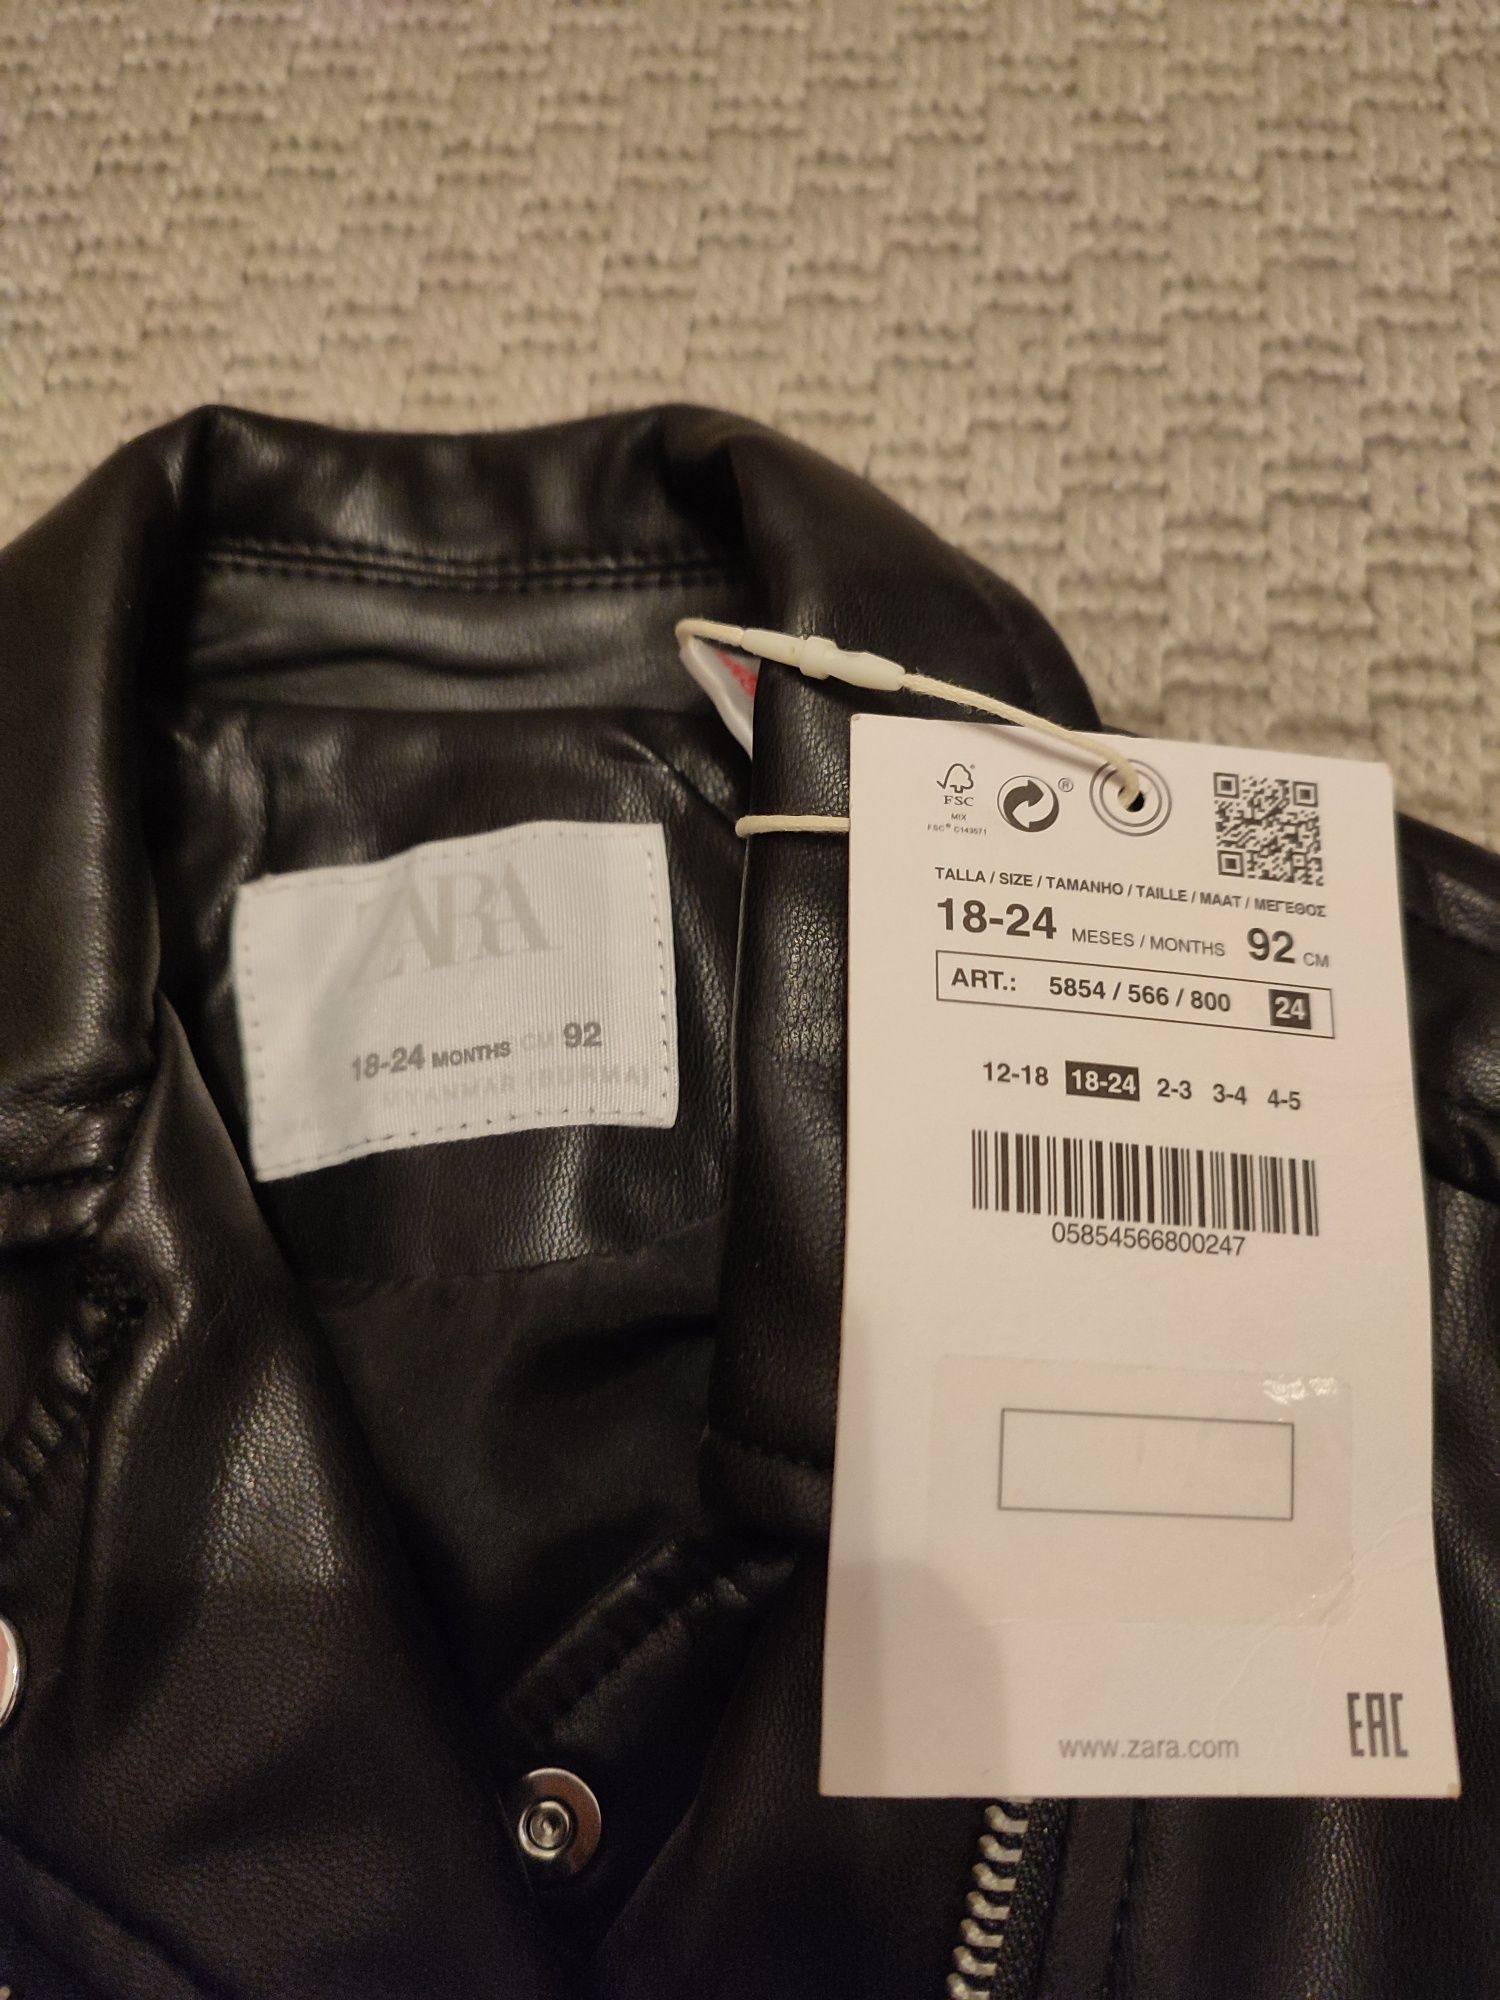 ZARA
18-24 MONTHS CM 92
FSC
MIX
FSC® C143571
®
TALLA / SIZE / TAMANHO / TAILLE / MAAT / ΜΕΓΕΘΟΣ
18-24 MESES / MONTHS 92 CM
ART.: 5854 / 566 / 800 24
12-18 18-24 2-3 3-4 4-5
05854566800247
www.zara.com
EAC